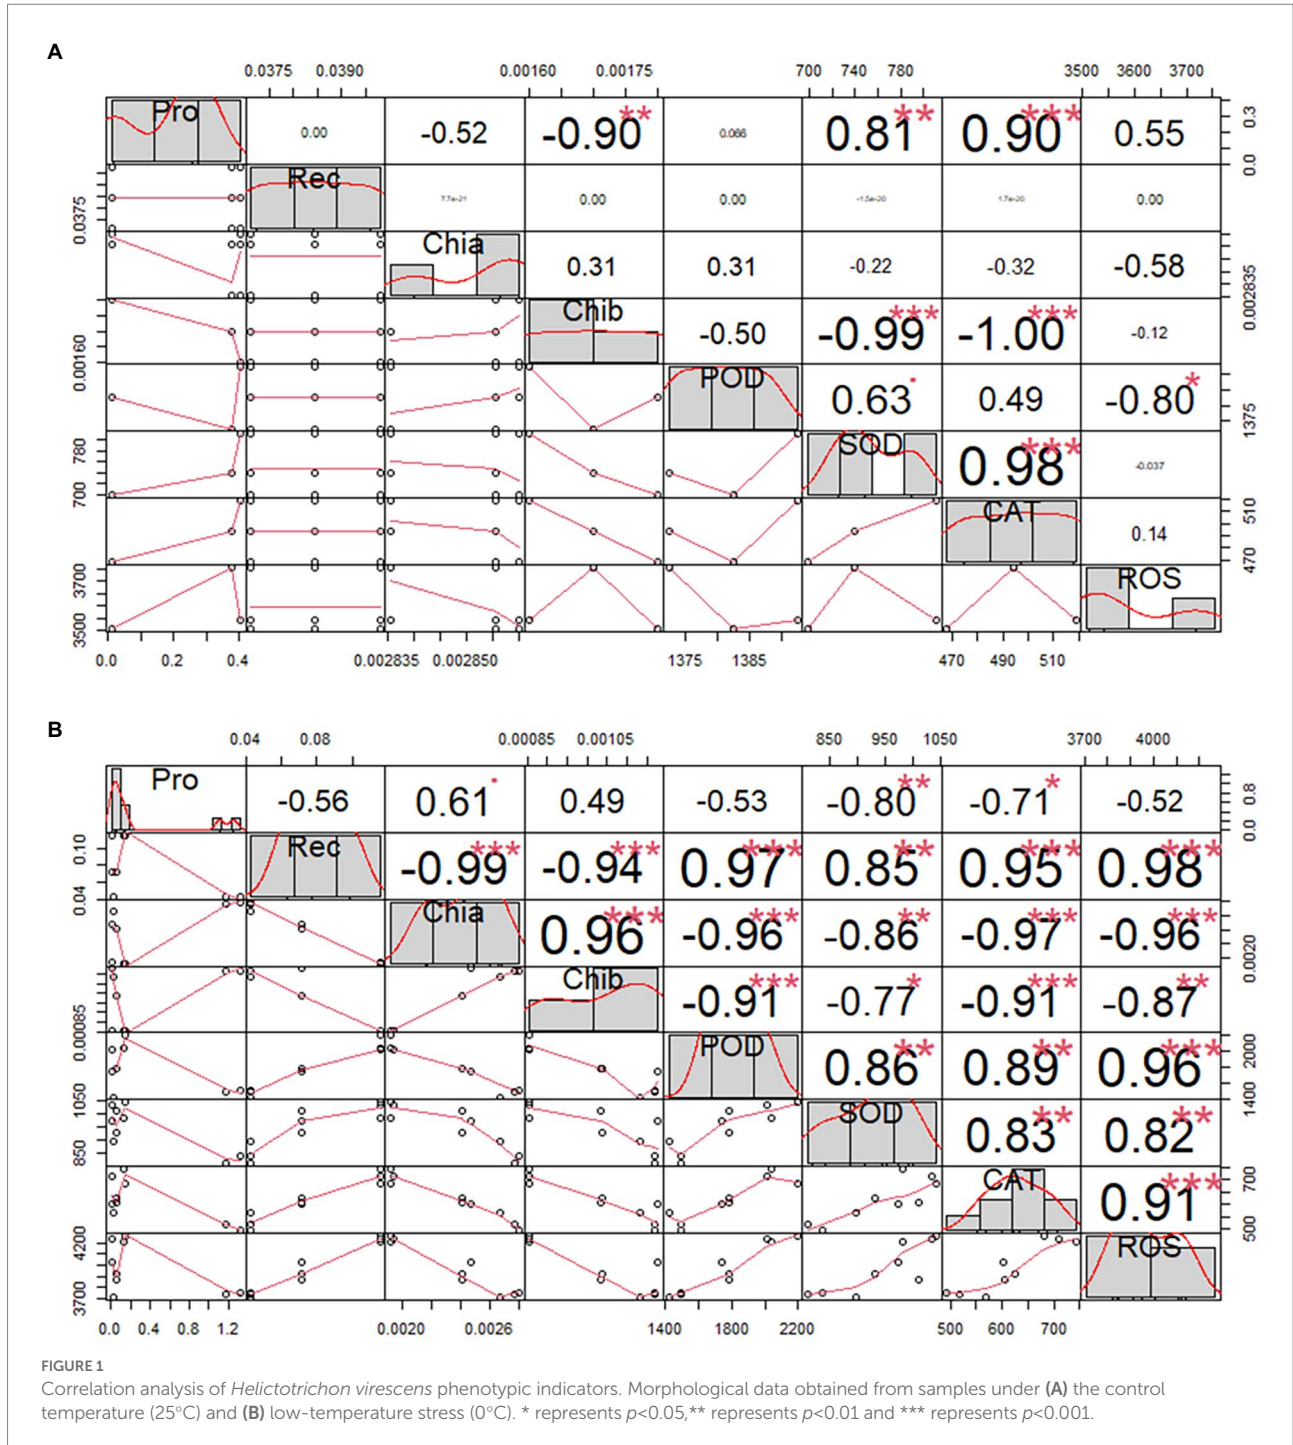 A
0.0375 0.0390 0.00160 0.00175 700 740 780 3500 3600 3700
Pro 0.00 -0.52 -0.90** 0.066 0.81** 0.90*** 0.55 0.0 0.3
0.0375 Rec 7.7e-21 0.00 0.00 -1.5e-20 1.7e-20 0.00
Chia 0.31 0.31 -0.22 -0.32 -0.58 0.002835
0.00160 Chib -0.50 -0.99*** -1.00*** -0.12
POD 0.63. 0.49 -0.80* 1375
700 780 SOD 0.98*** -0.037
CAT 0.14 470 510
3500 3700 ROS
0.0 0.2 0.4 0.002835 0.002850 1375 1385 470 490 510
B
0.04 0.08 0.00085 0.00105 850 950 1050 3700 4000
Pro -0.56 0.61. 0.49 -0.53 -0.80** -0.71* -0.52 0.0 0.8
0.04 0.10 Rec -0.99*** -0.94*** 0.97*** 0.85** 0.95*** 0.98***
Chia 0.96*** -0.96*** -0.86** -0.97*** -0.96*** 0.0020
0.00085 Chib -0.91*** -0.77* -0.91*** -0.87**
POD 0.86** 0.89** 0.96*** 1400 2000
850 1050 SOD 0.83** 0.82**
CAT 0.91*** 500 700
3700 4200 ROS
0.0 0.4 0.8 1.2 0.0020 0.0026 1400 1800 2200 500 600 700
FIGURE 1
Correlation analysis of Helictotrichon virescens phenotypic indicators. Morphological data obtained from samples under (A) the control
temperature (25°C) and (B) low-temperature stress (0°C). * represents p<0.05,** represents p<0.01 and *** represents p<0.001.